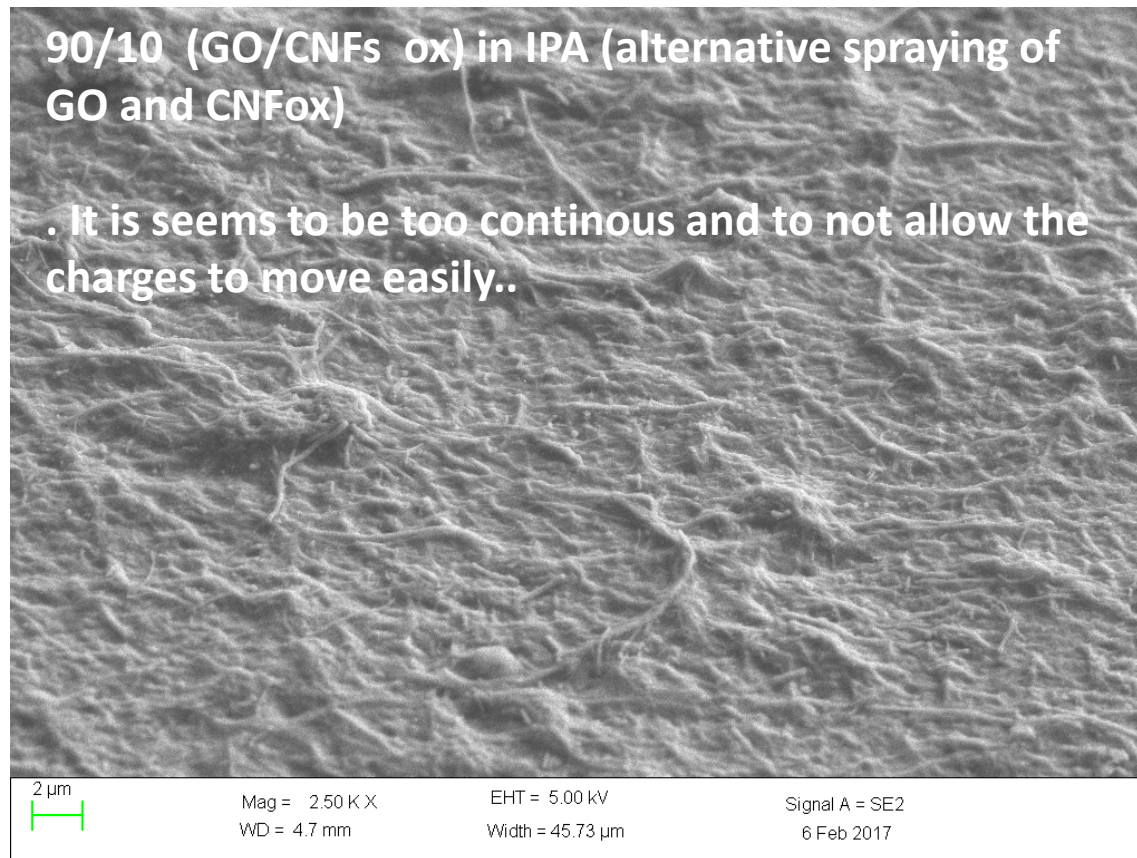 90/10 (GO/CNFs ox) in IPA (alternative spraying of
GO and CNFox)
. It is seems to be too continous and to not allow the
charges to move easily..
2 µm
Mag = 2.50 K X
EHT = 5.00 kV
Signal A = SE2
WD = 4.7 mm
Width = 45.73 µm
6 Feb 2017